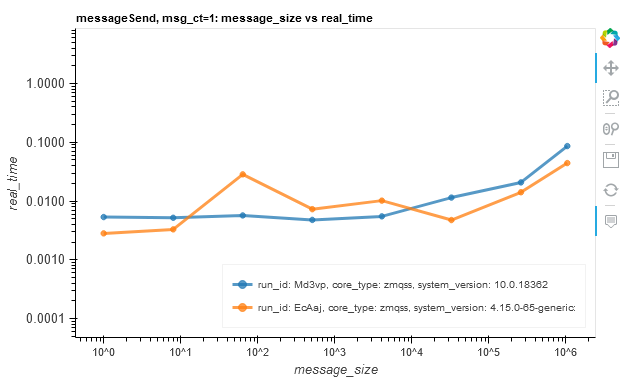 messageSend, msg_ct=1: message_size vs real_time
1.0000
0.1000
0.0100
0.0010
0.0001
real_time
run_id: Md3vp, core_type: zmqss, system_version: 10.0.18362
run_id: EcAaj, core_type: zmqss, system_version: 4.15.0-65-generic:
10^0
10^1
10^2
10^3
10^4
10^5
10^6
message_size